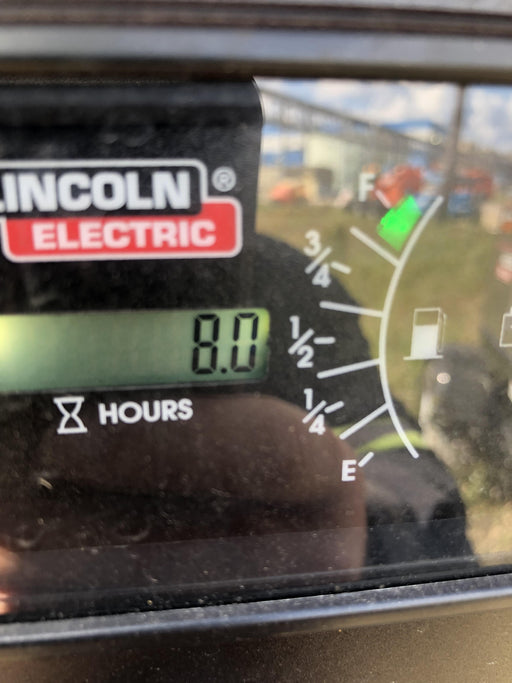 LINCOLN®
ELECTRIC
8.0
HOURS
F
3/4
1/2
1/4
E